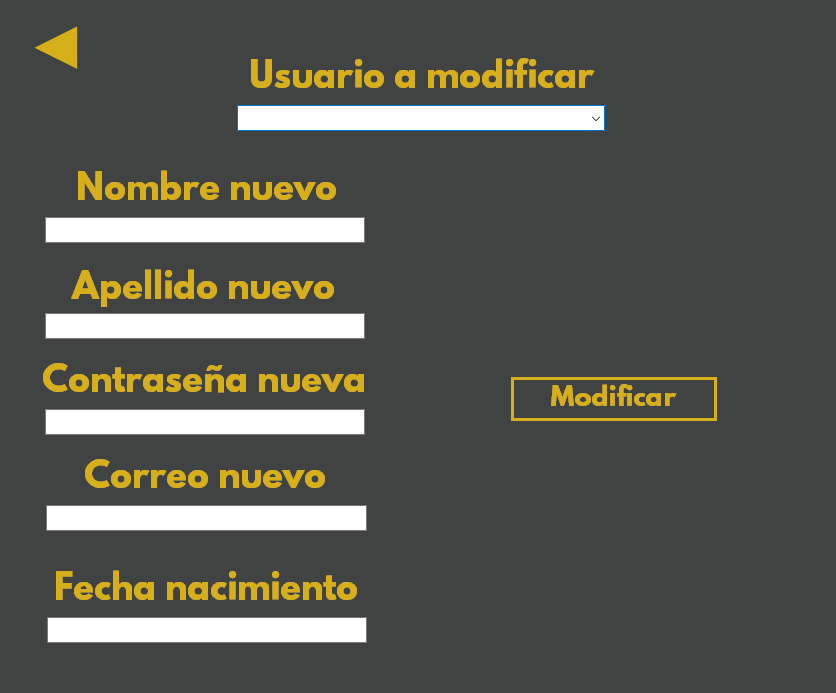 Usuario a modificar
Nombre nuevo
Apellido nuevo
Contraseña nueva
Modificar
Correo nuevo
Fecha nacimiento